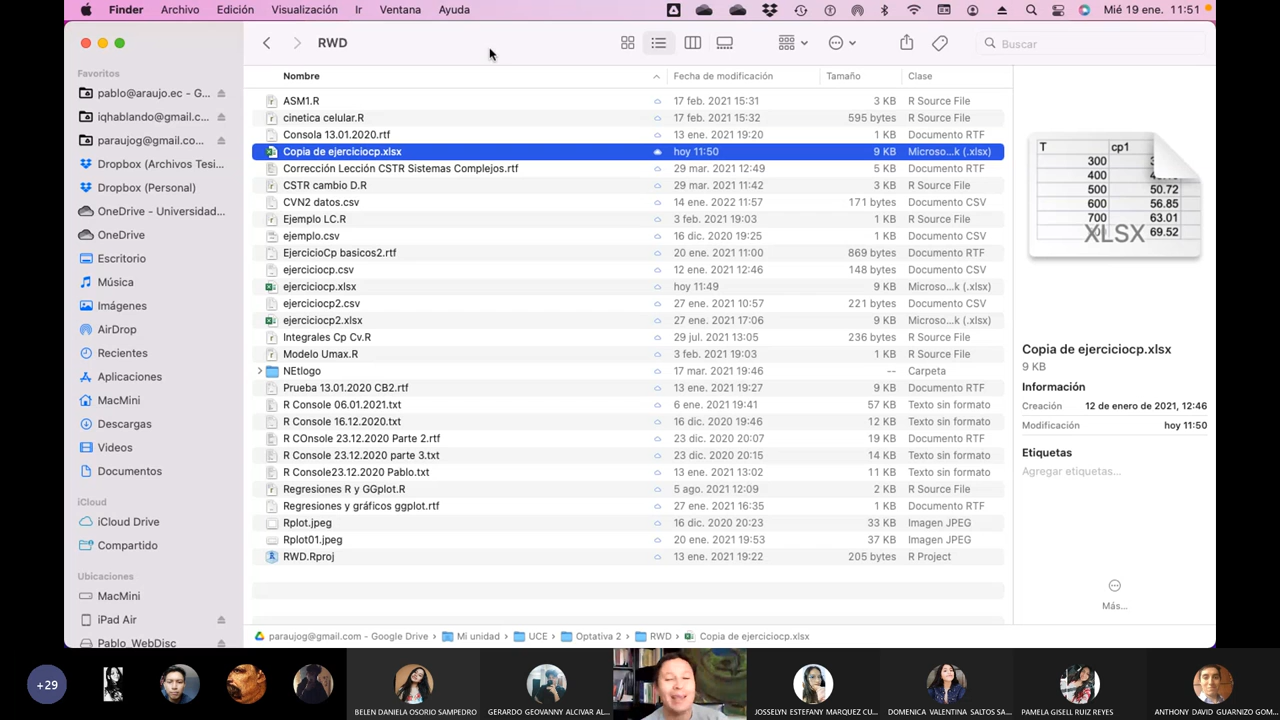 Finder Archivo Edición Visualización Ir Ventana Ayuda Mié 19 ene. 11:51
RWD Buscar
Favoritos
pablo@araujo.ec - G...
iqhablando@gmail.c...
paraujog@gmail.co...
Dropbox (Archivos Tesi...
Dropbox (Personal)
OneDrive - Universidad...
OneDrive
Escritorio
Música
Imágenes
AirDrop
Recientes
Aplicaciones
MacMini
Descargas
Videos
Documentos
iCloud
iCloud Drive
Compartido
Ubicaciones
MacMini
iPad Air
Pablo_WebDisc
Nombre Fecha de modificación Tamaño Clase
ASM1.R 17 feb. 2021 15:31 3 KB R Source File
cinetica celular.R 17 feb. 2021 15:32 595 bytes R Source File
Consola 13.01.2020.rtf 13 ene. 2021 19:20 1 KB Documento RTF
Copia de ejerciciocp.xlsx hoy 11:50 9 KB Microso...k (.xlsx)
Corrección Lección CSTR Sistemas Complejos.rtf 29 mar. 2021 12:49 5 KB Documento RTF
CSTR cambio D.R 29 mar. 2021 11:42 3 KB R Source File
CVN2 datos.csv 14 ene. 2022 11:57 171 bytes Documento CSV
Ejemplo LC.R 3 feb. 2021 19:03 1 KB R Source File
ejemplo.csv 16 dic. 2020 19:25 1 KB Documento CSV
EjercicioCp basicos2.rtf 20 ene. 2021 11:00 869 bytes Documento RTF
ejerciciocp.csv 12 ene. 2021 12:46 148 bytes Documento CSV
ejerciciocp.xlsx hoy 11:49 9 KB Microso...k (.xlsx)
ejerciciocp2.csv 27 ene. 2021 10:57 221 bytes Documento CSV
ejerciciocp2.xlsx 27 ene. 2021 17:06 9 KB Microso...k (.xlsx)
Integrales Cp Cv.R 29 jul. 2021 13:05 236 bytes R Source File
Modelo Umax.R 3 feb. 2021 19:03 1 KB R Source File
NEtlogo 17 mar. 2021 19:46 -- Carpeta
Prueba 13.01.2020 CB2.rtf 13 ene. 2021 19:27 9 KB Documento RTF
R Console 06.01.2021.txt 6 ene. 2021 19:41 57 KB Texto sin formato
R Console 16.12.2020.txt 16 dic. 2020 19:46 12 KB Texto sin formato
R COnsole 23.12.2020 Parte 2.rtf 23 dic. 2020 20:07 19 KB Documento RTF
R Console 23.12.2020 parte 3.txt 23 dic. 2020 20:15 14 KB Texto sin formato
R Console23.12.2020 Pablo.txt 13 ene. 2021 13:02 11 KB Texto sin formato
Regresiones R y GGplot.R 5 ago. 2021 12:09 2 KB R Source File
Regresiones y gráficos ggplot.rtf 27 ene. 2021 16:35 1 KB Documento RTF
Rplot.jpeg 16 dic. 2020 20:23 33 KB Imagen JPEG
Rplot01.jpeg 20 ene. 2021 19:53 37 KB Imagen JPEG
RWD.Rproj 13 ene. 2021 19:22 205 bytes R Project
T cp1
300 3
400
500 50.72
600 56.85
700 63.01
69.52
XLSX
Copia de ejerciciocp.xlsx
9 KB
Información
Creación 12 de enero de 2021, 12:46
Modificación hoy 11:50
Etiquetas
Agregar etiquetas...
Más...
paraujog@gmail.com - Google Drive › Mi unidad › UCE › Optativa 2 › RWD › Copia de ejerciciocp.xlsx
+29
BELEN DANIELA OSORIO SAMPEDRO
GERARDO GEOVANNY ALCIVAR AL...
JOSSELYN ESTEFANY MARQUEZ CU...
DOMENICA VALENTINA SALTOS SA...
PAMELA GISELL RUIZ REYES
ANTHONY DAVID GUARNIZO GOM...